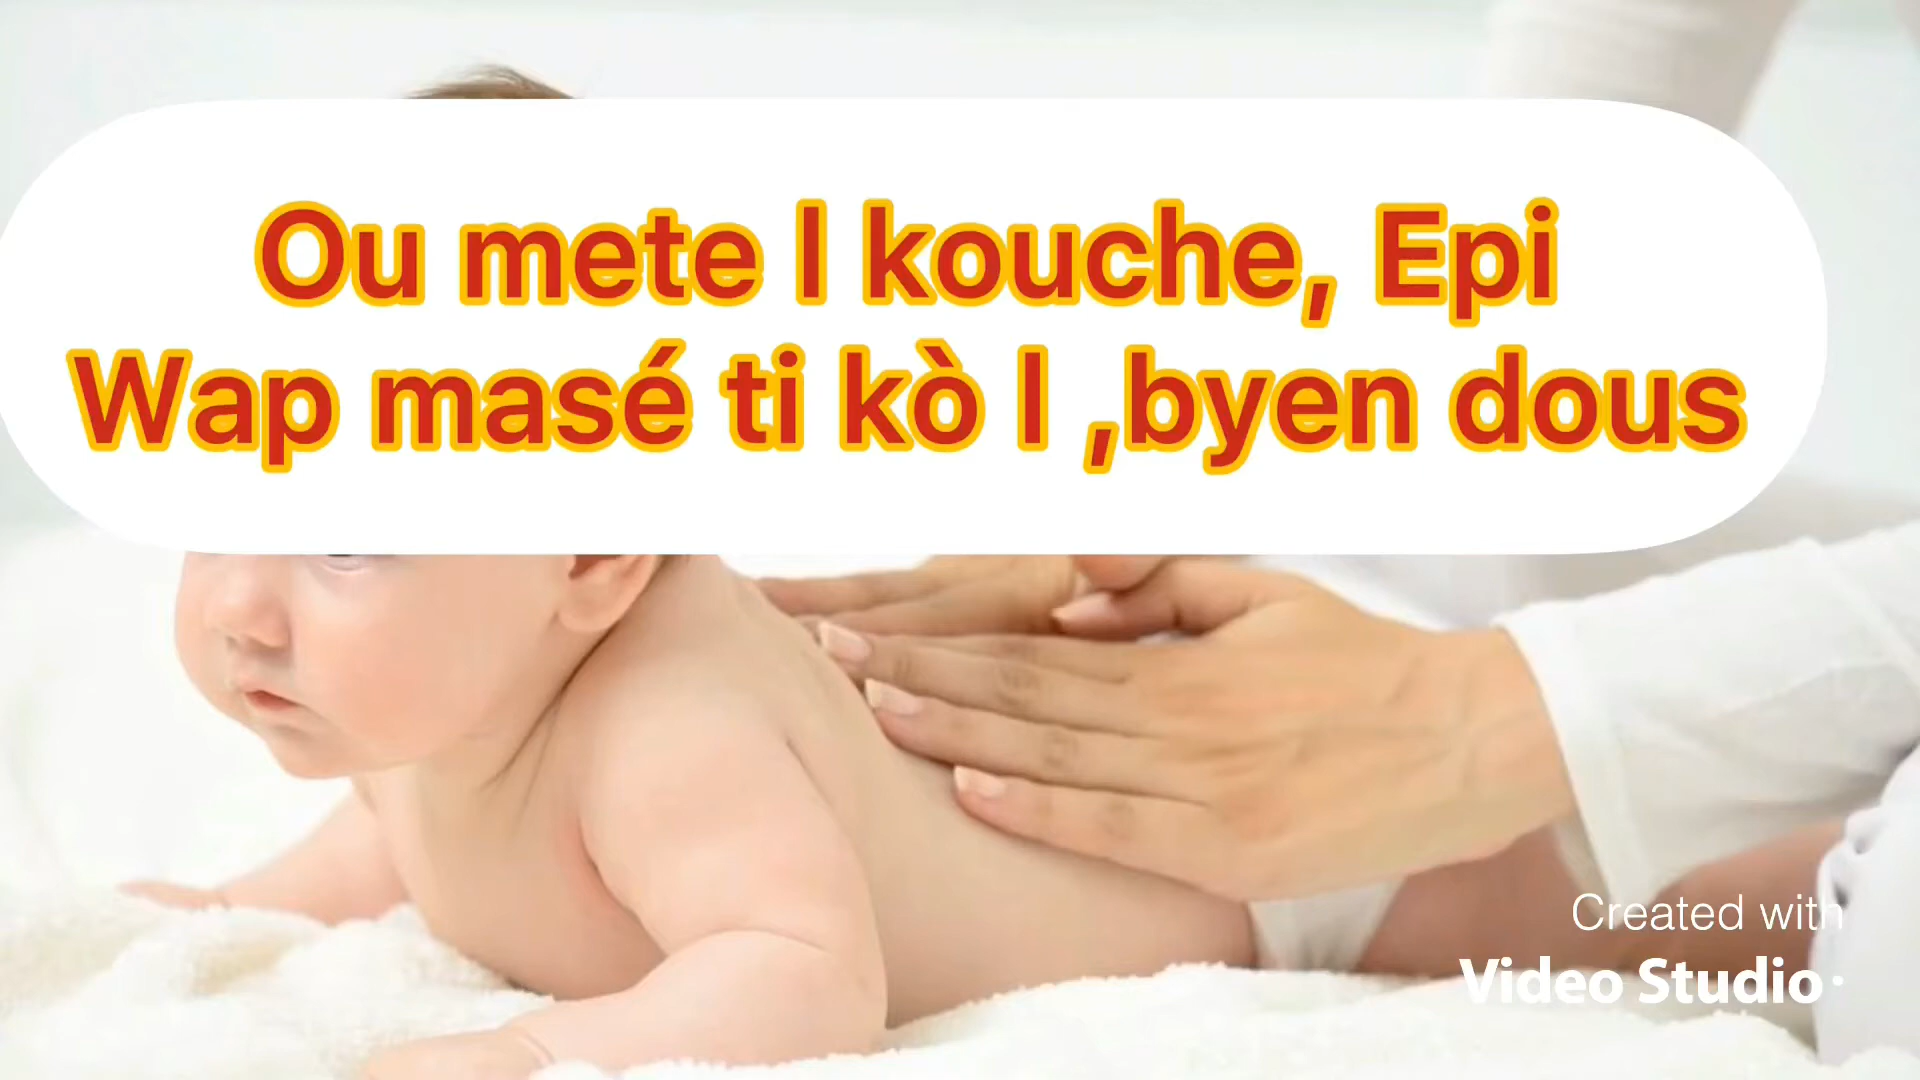 Ou mete l kouche, Epi
Wap masé ti kò l ,byen dous
Created with
Video Studio